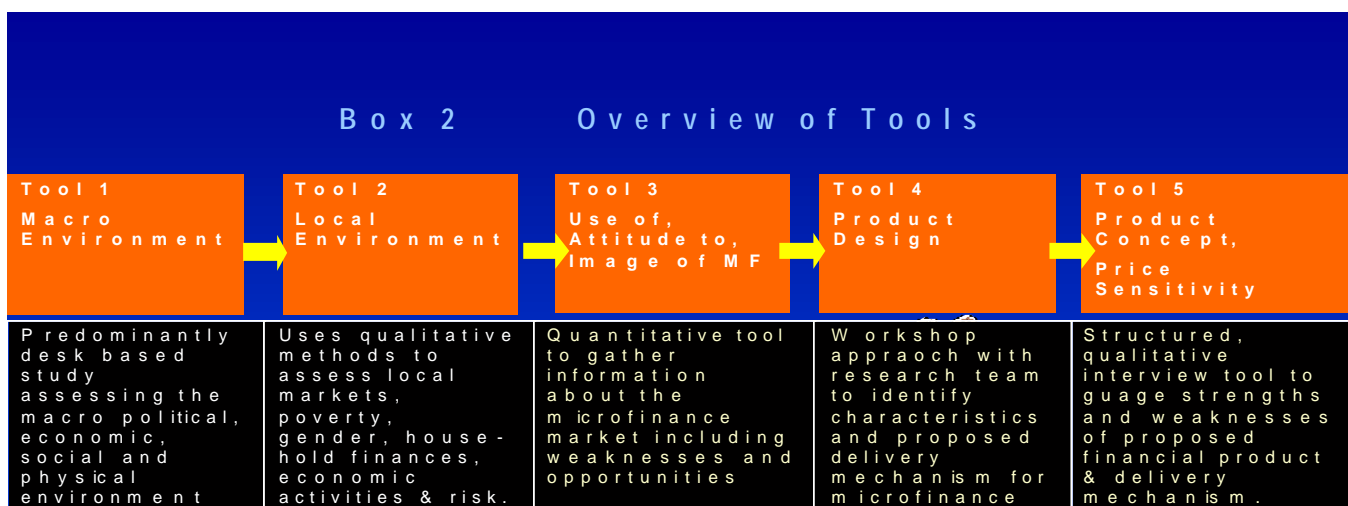 Box 2 Overview of Tools
Tool 1
Macro
Environment
Tool 2
Local
Environment
Tool 3
Use of,
Attitude to,
Image of MF
Tool 4
Product
Design
Tool 5
Product
Concept,
Price
Sensitivity
Predominantly
desk based
study
assessing the
macro political,
economic,
social and
physical
environment
Uses qualitative
methods to
assess local
markets,
poverty,
gender, house-
hold finances,
economic
activities & risk.
Quantitative tool
to gather
information
about the
microfinance
market including
weaknesses and
opportunities
Workshop
appraoch with
research team
to identify
characteristics
and proposed
delivery
mechanism for
microfinance
Structured,
qualitative
interview tool to
guage strengths
and weaknesses
of proposed
financial product
& delivery
mechanism.